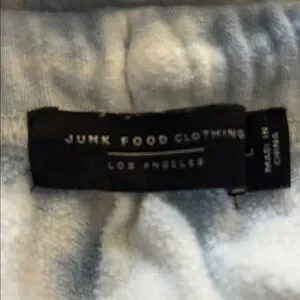 JUNK FOOD CLOTHING
LOS ANGELES
L
MADE IN
CHINA